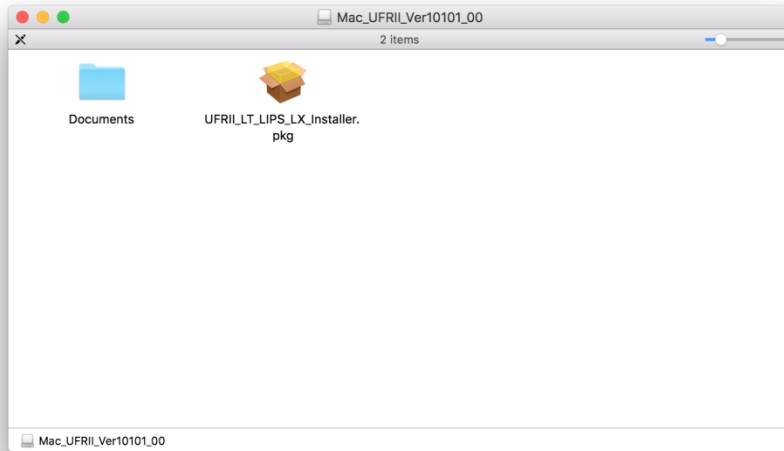 Mac_UFRII_Ver10101_00
2 items
Documents
UFRII_LT_LIPS_LX_Installer.
pkg
Mac_UFRII_Ver10101_00